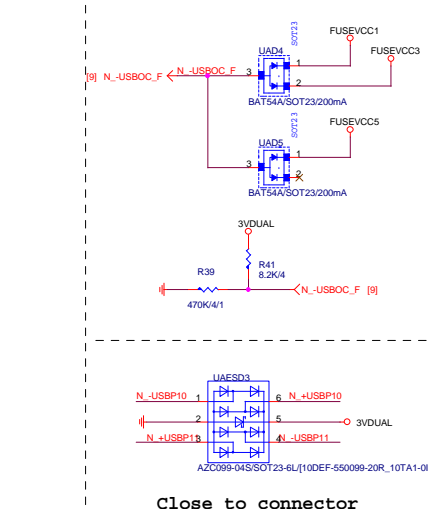 SOT23
FUSEVCC1
UAD4
FUSEVCC3
[9] N_-USBOC_F
N_-USBOC_F
3
1
2
BAT54A/SOT23/200mA
SOT23
FUSEVCC5
UAD5
3
1
2
BAT54A/SOT23/200mA
3VDUAL
R39
R41
8.2K/4
N_-USBOC_F [9]
470K/4/1
UAESD3
N_-USBP10 1
6 N_+USBP10
2
5
3VDUAL
N_+USBP11 3
4 N_-USBP11
AZC099-04S/SOT23-6L/[10DEF-550099-20R_10TA1-0
Close to connector